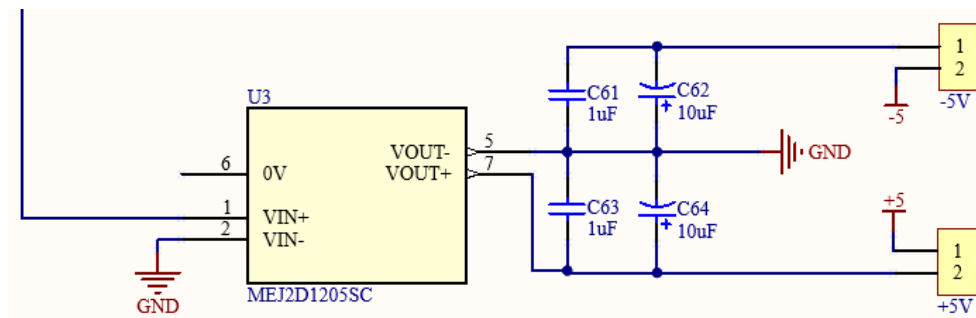 U3
6
0V
1
VIN+
2
VIN-
VOUT-
5
VOUT+
7
GND
MEJ2D1205SC
C61
1uF
C62
10uF
+
GND
C63
1uF
C64
10uF
+
1
2
-5
-5V
+5
1
2
+5V